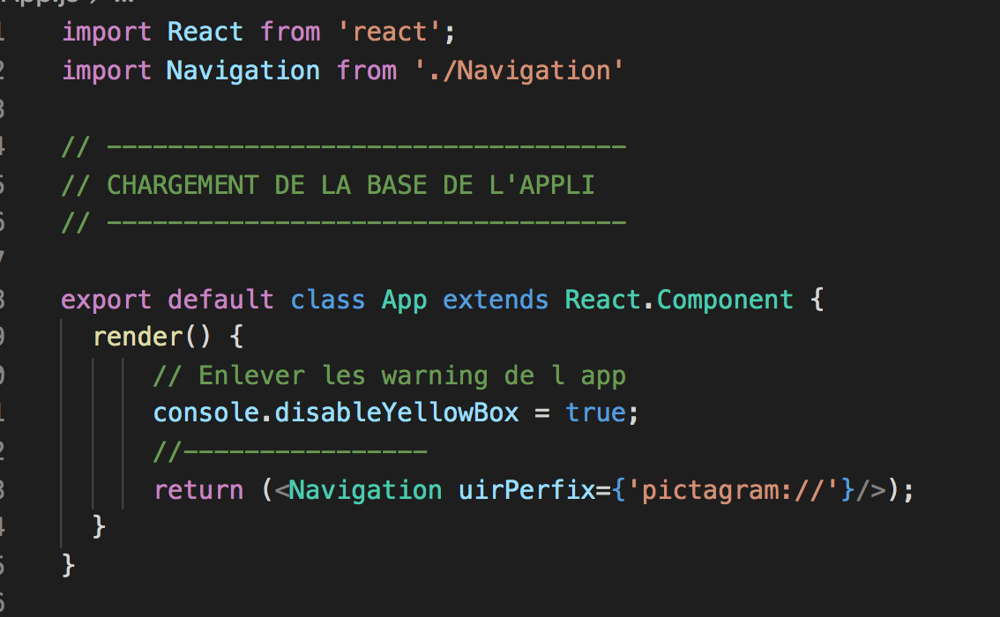 import React from 'react';
import Navigation from './Navigation'
// ----------------------------------
// CHARGEMENT DE LA BASE DE L'APPLI
// ----------------------------------
export default class App extends React.Component {
render() {
// Enlever les warning de l app
console.disableYellowBox = true;
//----------------
return (<Navigation uirPerfix={'pictagram://'}/>);
}
}